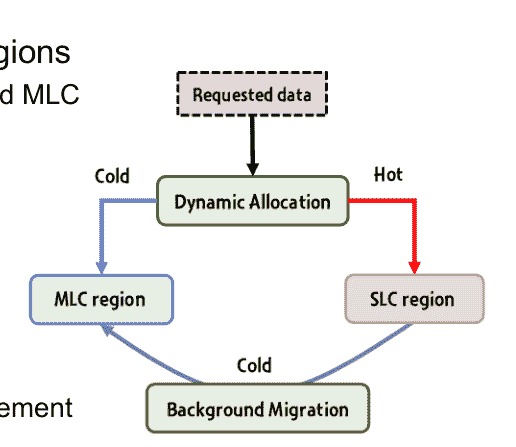 gions
d MLC
Requested data
Cold
Hot
Dynamic Allocation
MLC region
SLC region
Cold
ement
Background Migration